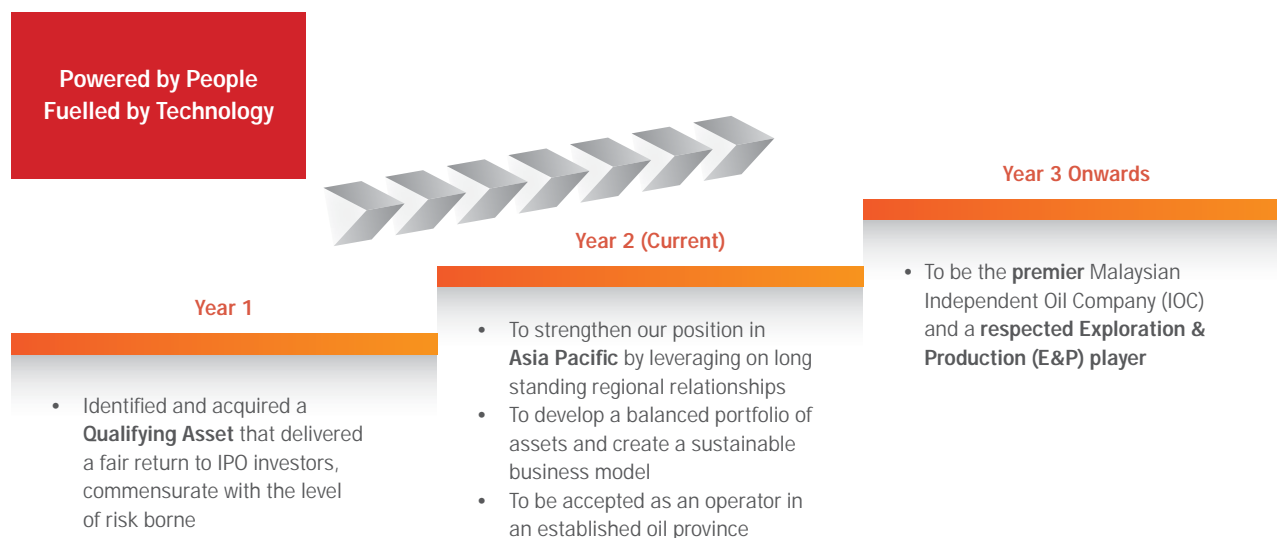 Powered by People
Fuelled by Technology
Year 1
• Identified and acquired a
Qualifying Asset that delivered
a fair return to IPO investors,
commensurate with the level
of risk borne
Year 2 (Current)
• To strengthen our position in
Asia Pacific by leveraging on long
standing regional relationships
• To develop a balanced portfolio of
assets and create a sustainable
business model
• To be accepted as an operator in
an established oil province
Year 3 Onwards
• To be the premier Malaysian
Independent Oil Company (IOC)
and a respected Exploration &
Production (E&P) player